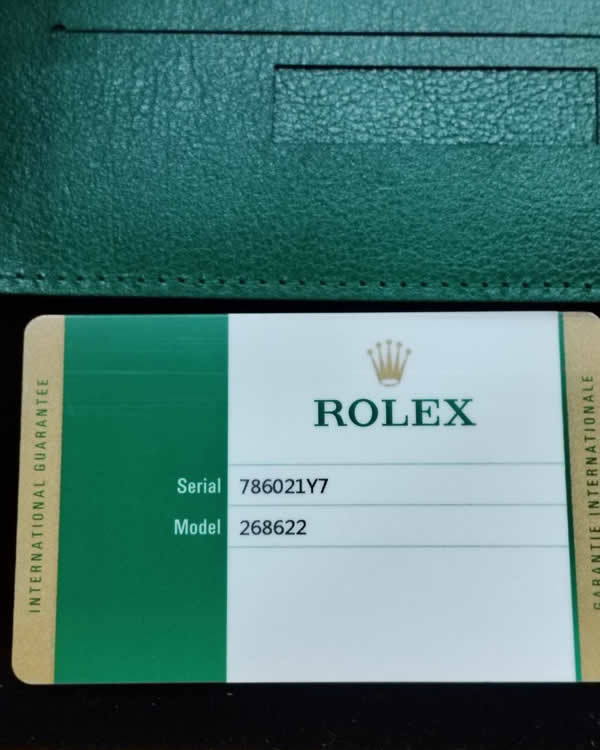 INTERNATIONAL GUARANTEE
ROLEX
Serial 786021Y7
Model 268622
GARANTIE INTERNATIONALE